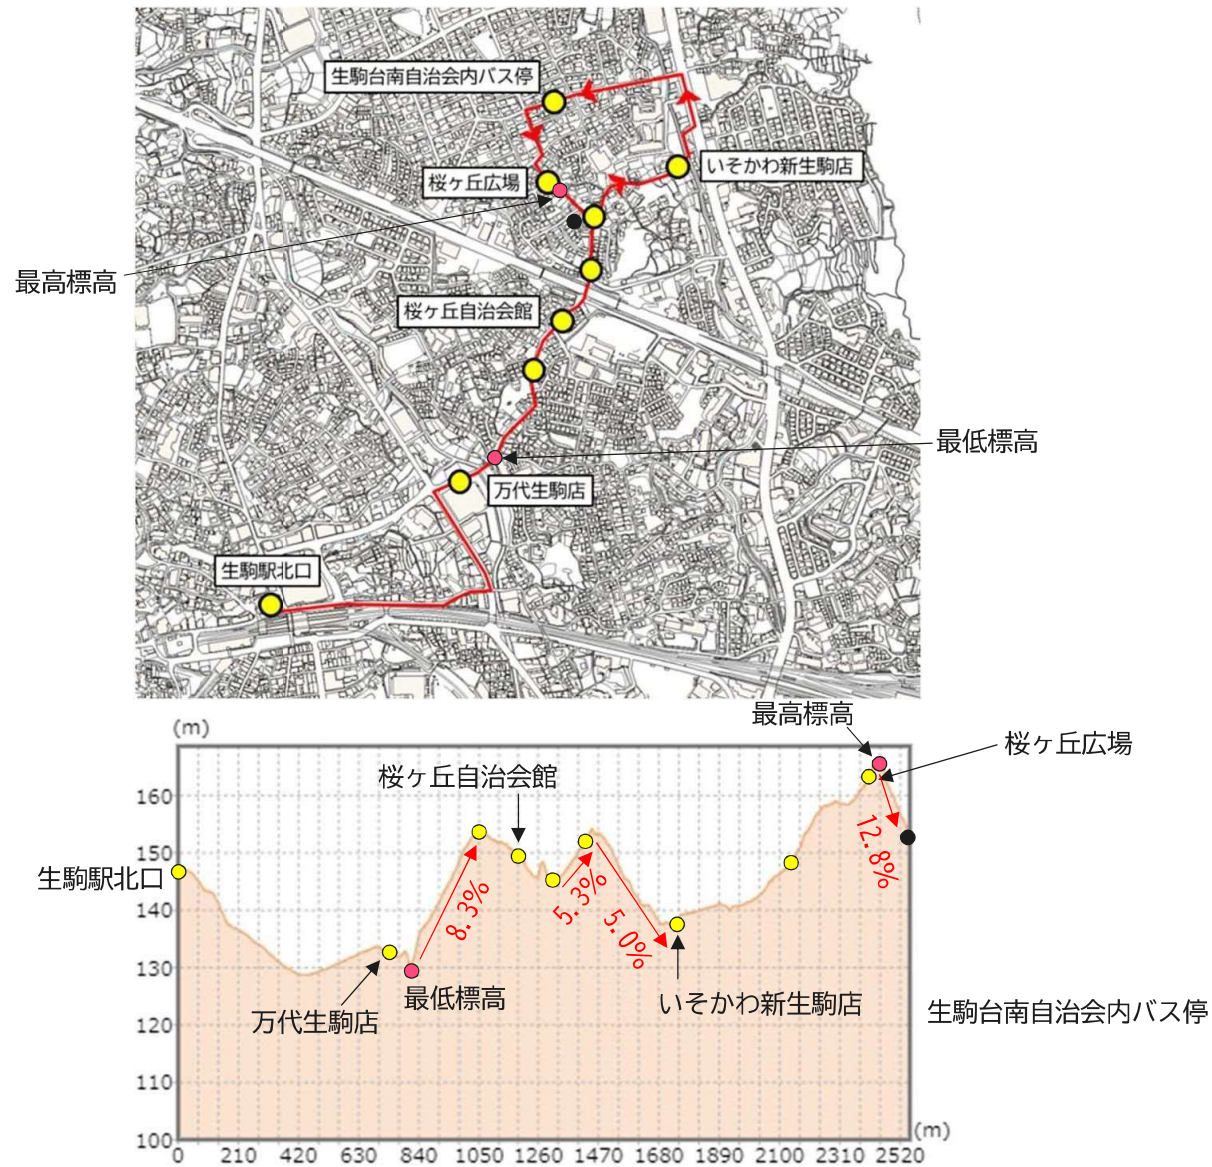 生駒台南自治会内バス停
いそかわ新生駒店
桜ヶ丘広場
最高標高
桜ヶ丘自治会館
最低標高
万代生駒店
生駒駅北口
最高標高
(m)
桜ヶ丘広場
桜ヶ丘自治会館
160
12.8%
150
生駒駅北口
8.3%
5.3%
5.0%
140
130
最低標高
いそかわ新生駒店
万代生駒店
生駒台南自治会内バス停
120
110
100
(m)
0 210 420 630 840 1050 1260 1470 1680 1890 2100 2310 2520